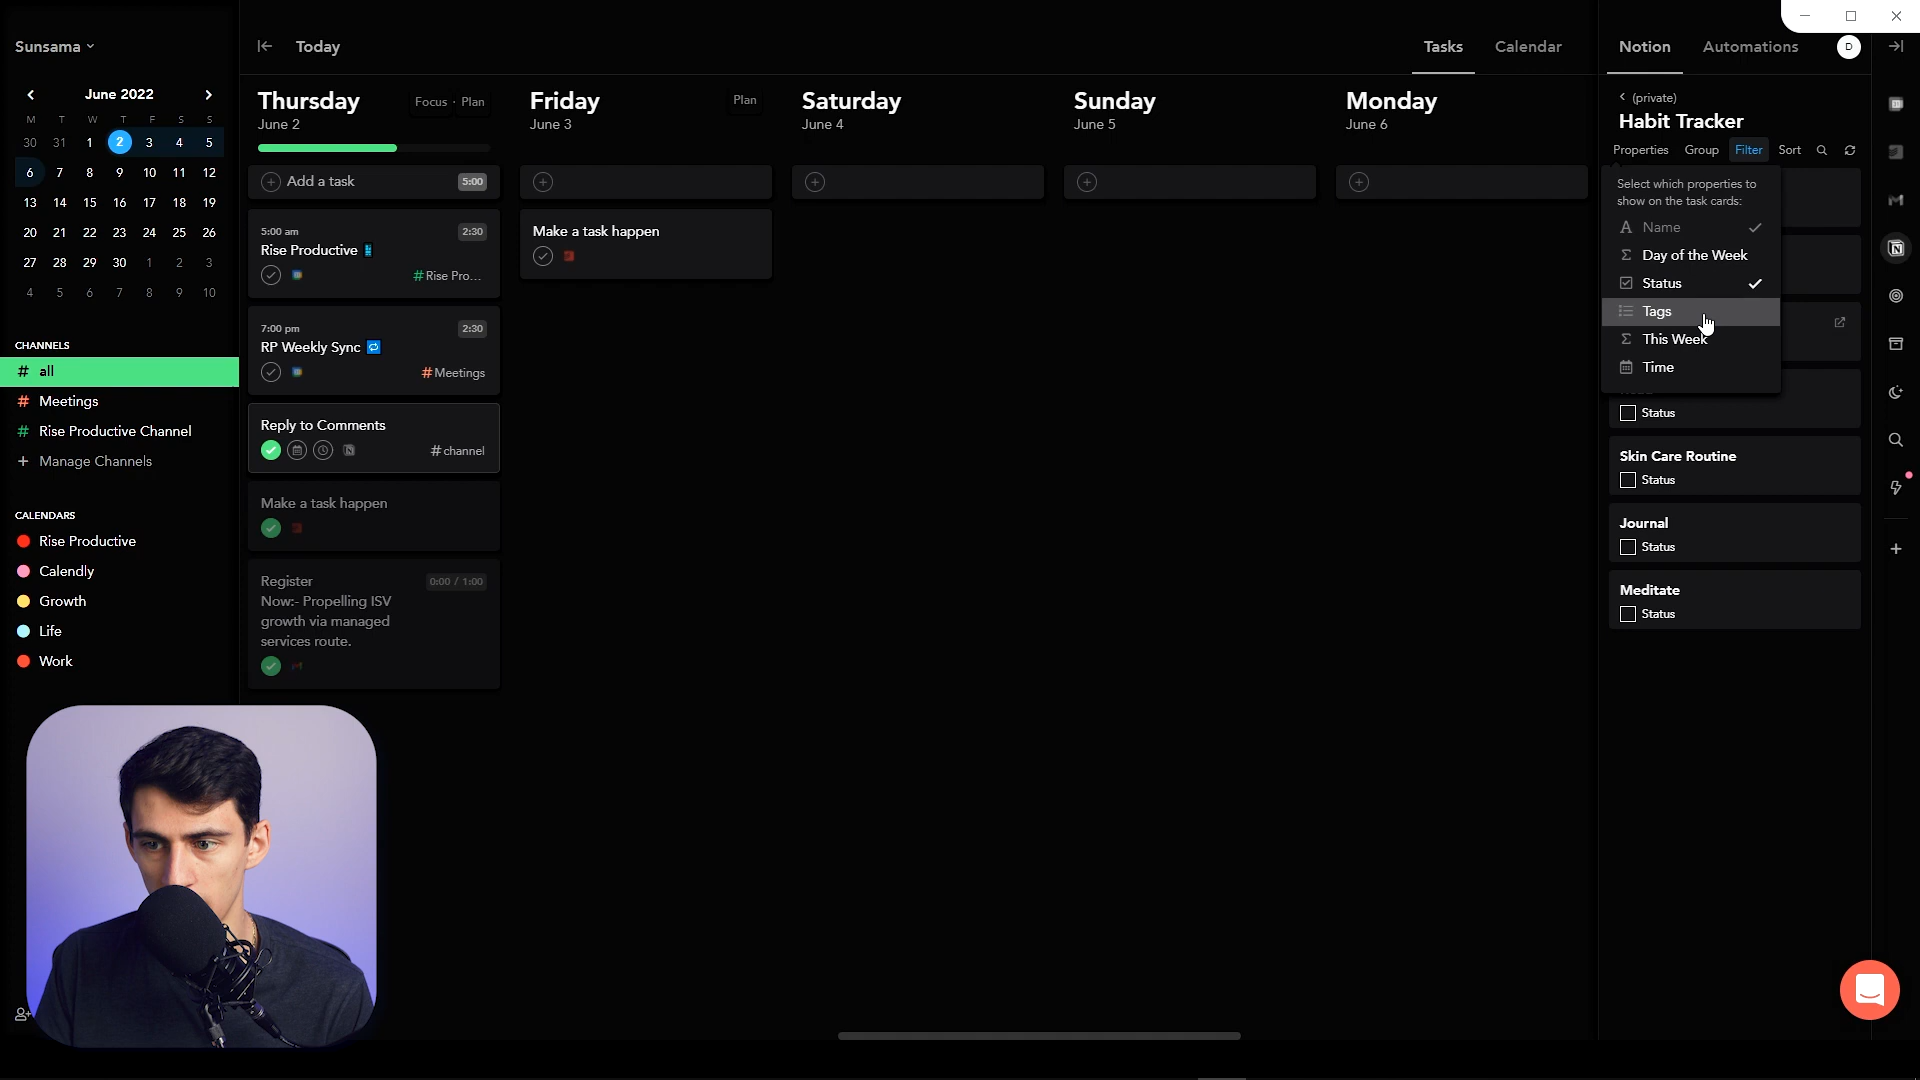 Sunsama
June 2022
M T W T F S S
30 31 1 2 3 4 5
6 7 8 9 10 11 12
13 14 15 16 17 18 19
20 21 22 23 24 25 26
27 28 29 30 1 2 3
4 5 6 7 8 9 10
CHANNELS
# all
# Meetings
# Rise Productive Channel
+ Manage Channels
CALENDARS
Rise Productive
Calendly
Growth
Life
Work
Today
Tasks
Calendar
Thursday
June 2
Focus · Plan
Add a task 5:00
5:00 am 2:30
Rise Productive
#Rise Pro...
7:00 pm 2:30
RP Weekly Sync
#Meetings
Reply to Comments
#channel
Make a task happen
Register 0:00 / 1:00
Now:- Propelling ISV
growth via managed
services route.
Friday
June 3
Plan
Make a task happen
Saturday
June 4
Sunday
June 5
Monday
June 6
Notion
Automations
D
(private)
Habit Tracker
Properties Group Filter Sort
Select which properties to
show on the task cards:
Name
Day of the Week
Status
Tags
This Week
Time
Status
Skin Care Routine
Status
Journal
Status
Meditate
Status